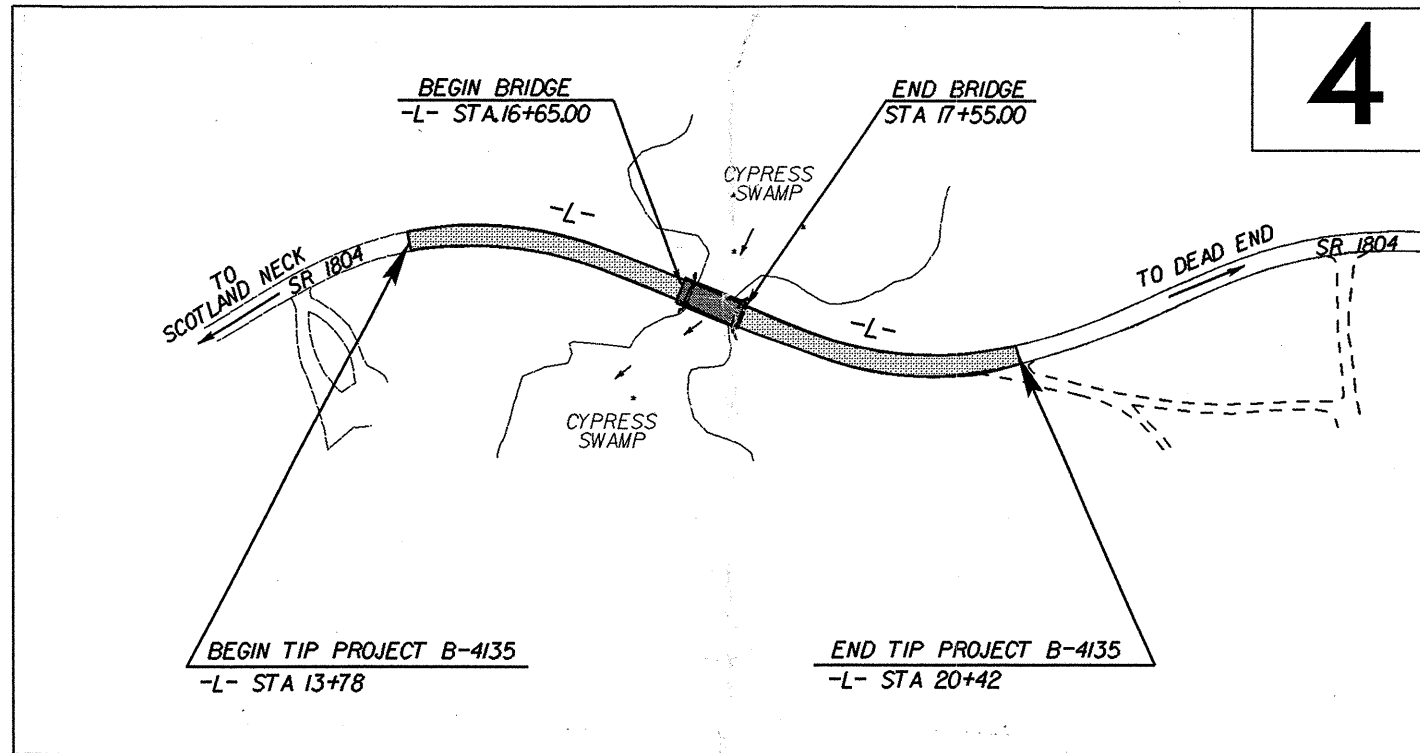 4
BEGIN BRIDGE
-L- STA.16+65.00
END BRIDGE
STA 17+55.00
CYPRESS
SWAMP
-L-
TO
SCOTLAND NECK
SR 1804
TO DEAD END
SR 1804
-L-
CYPRESS
SWAMP
BEGIN TIP PROJECT B-4135
-L- STA 13+78
END TIP PROJECT B-4135
-L- STA 20+42